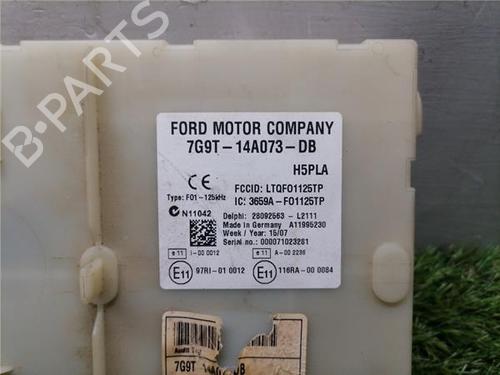 B-PARTS
FORD MOTOR COMPANY
7G9T-14A073-DB
H5PLA
CE
FCCID: LTQFO1125TP
Type: F01-125kHz
IC: 3659A-FO1125TP
N11042
Delphi: 28092563-L2111
Made in Germany A11995230
Week/ Year: 15/07
Serial no.: 000071023281
e11 I-00 0012
e11 A-00 2236
E11 97RI-01 0012
E11 116RA-00 0084
7G9T